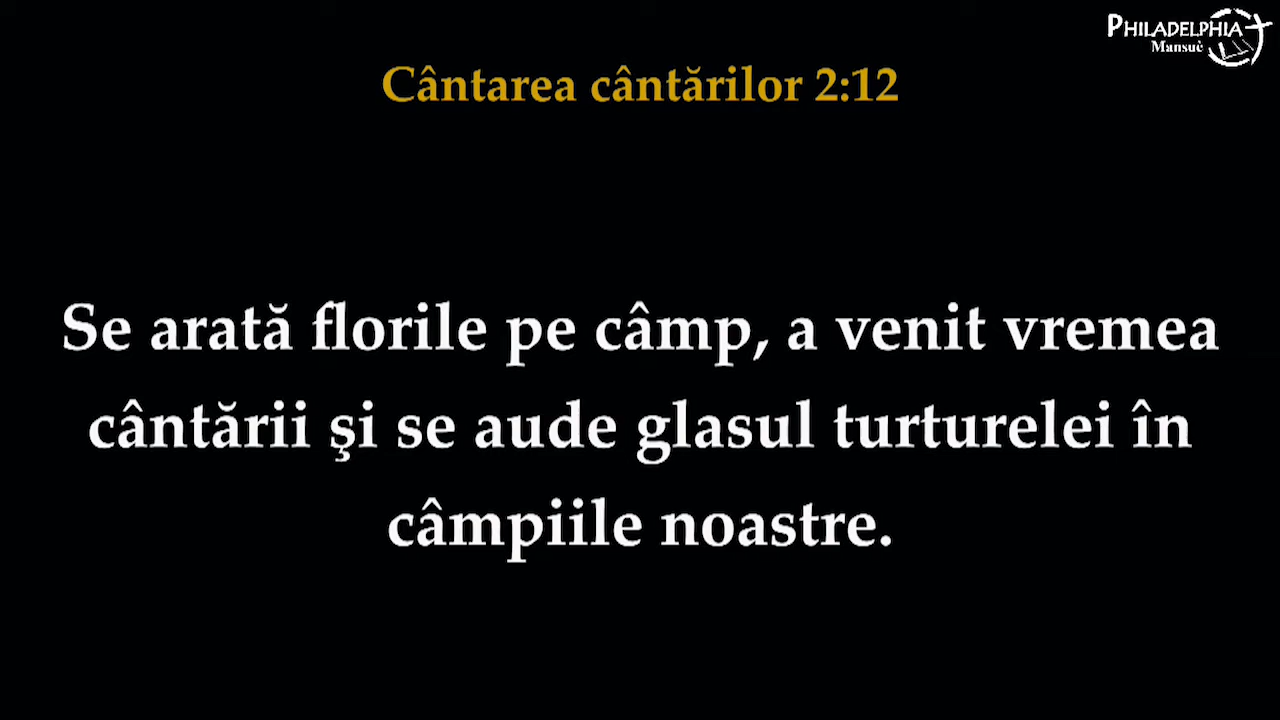 PHILADELPHIA
Mansuè
Cântarea cântărilor 2:12
Se arată florile pe câmp, a venit vremea
cântării şi se aude glasul turturelei în
câmpiile noastre.